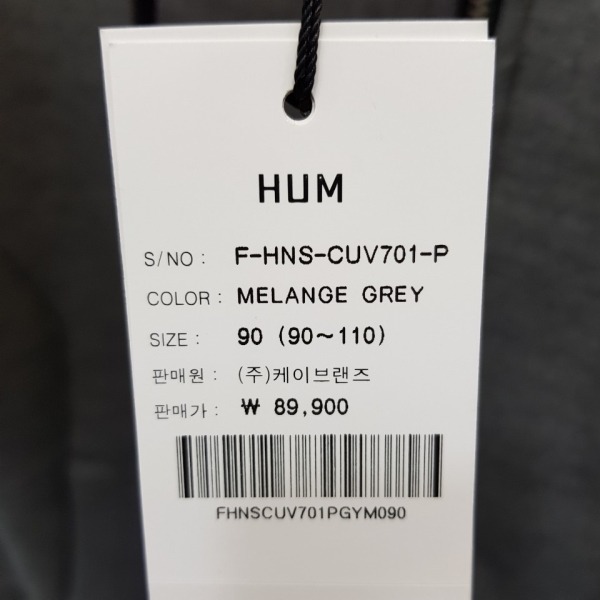 HUM
S/NO : F-HNS-CUV701-P
COLOR : MELANGE GREY
SIZE : 90 (90~110)
판매원 : (주)케이브랜즈
판매가 : ₩ 89,900
FHNSCUV701PGYM090